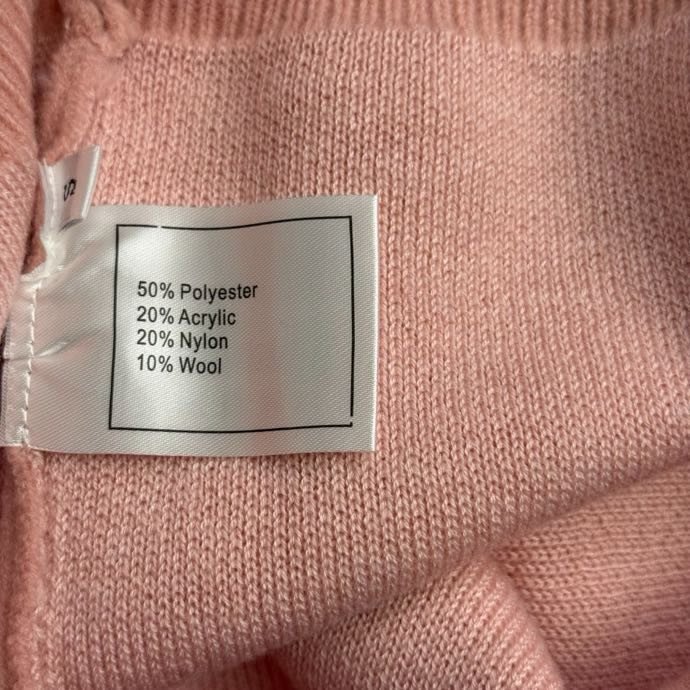 S
50% Polyester
20% Acrylic
20% Nylon
10% Wool